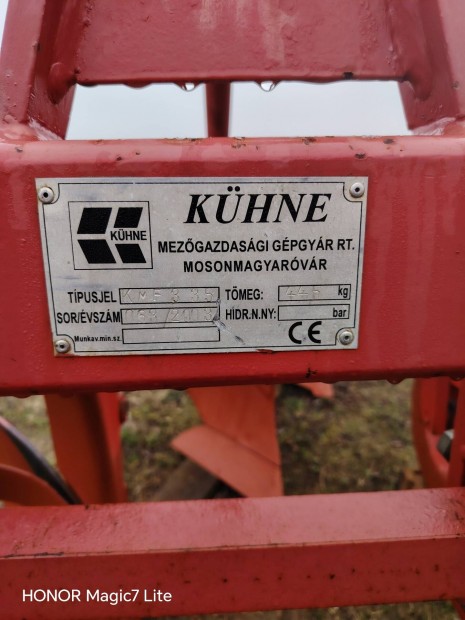 KÜHNE
KÜHNE
MEZŐGAZDASÁGI GÉPGYÁR RT.
MOSONMAGYARÓVÁR
TÍPUSJEL TÖMEG: kg
SOR/ÉVSZÁM HÍDR.N.NY: bar
Munkav.min.sz. CE
HONOR Magic7 Lite